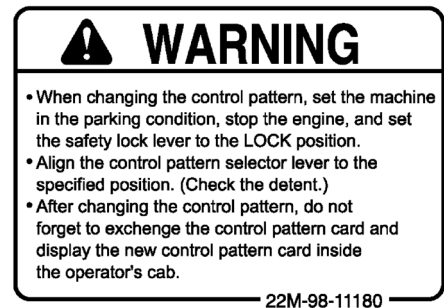 WARNING
• When changing the control pattern, set the machine
in the parking condition, stop the engine, and set
the safety lock lever to the LOCK position.
• Align the control pattern selector lever to the
specified position. (Check the detent.)
• After changing the control pattern, do not
forget to exchenge the control pattern card and
display the new control pattern card inside
the operator's cab.
22M-98-11180